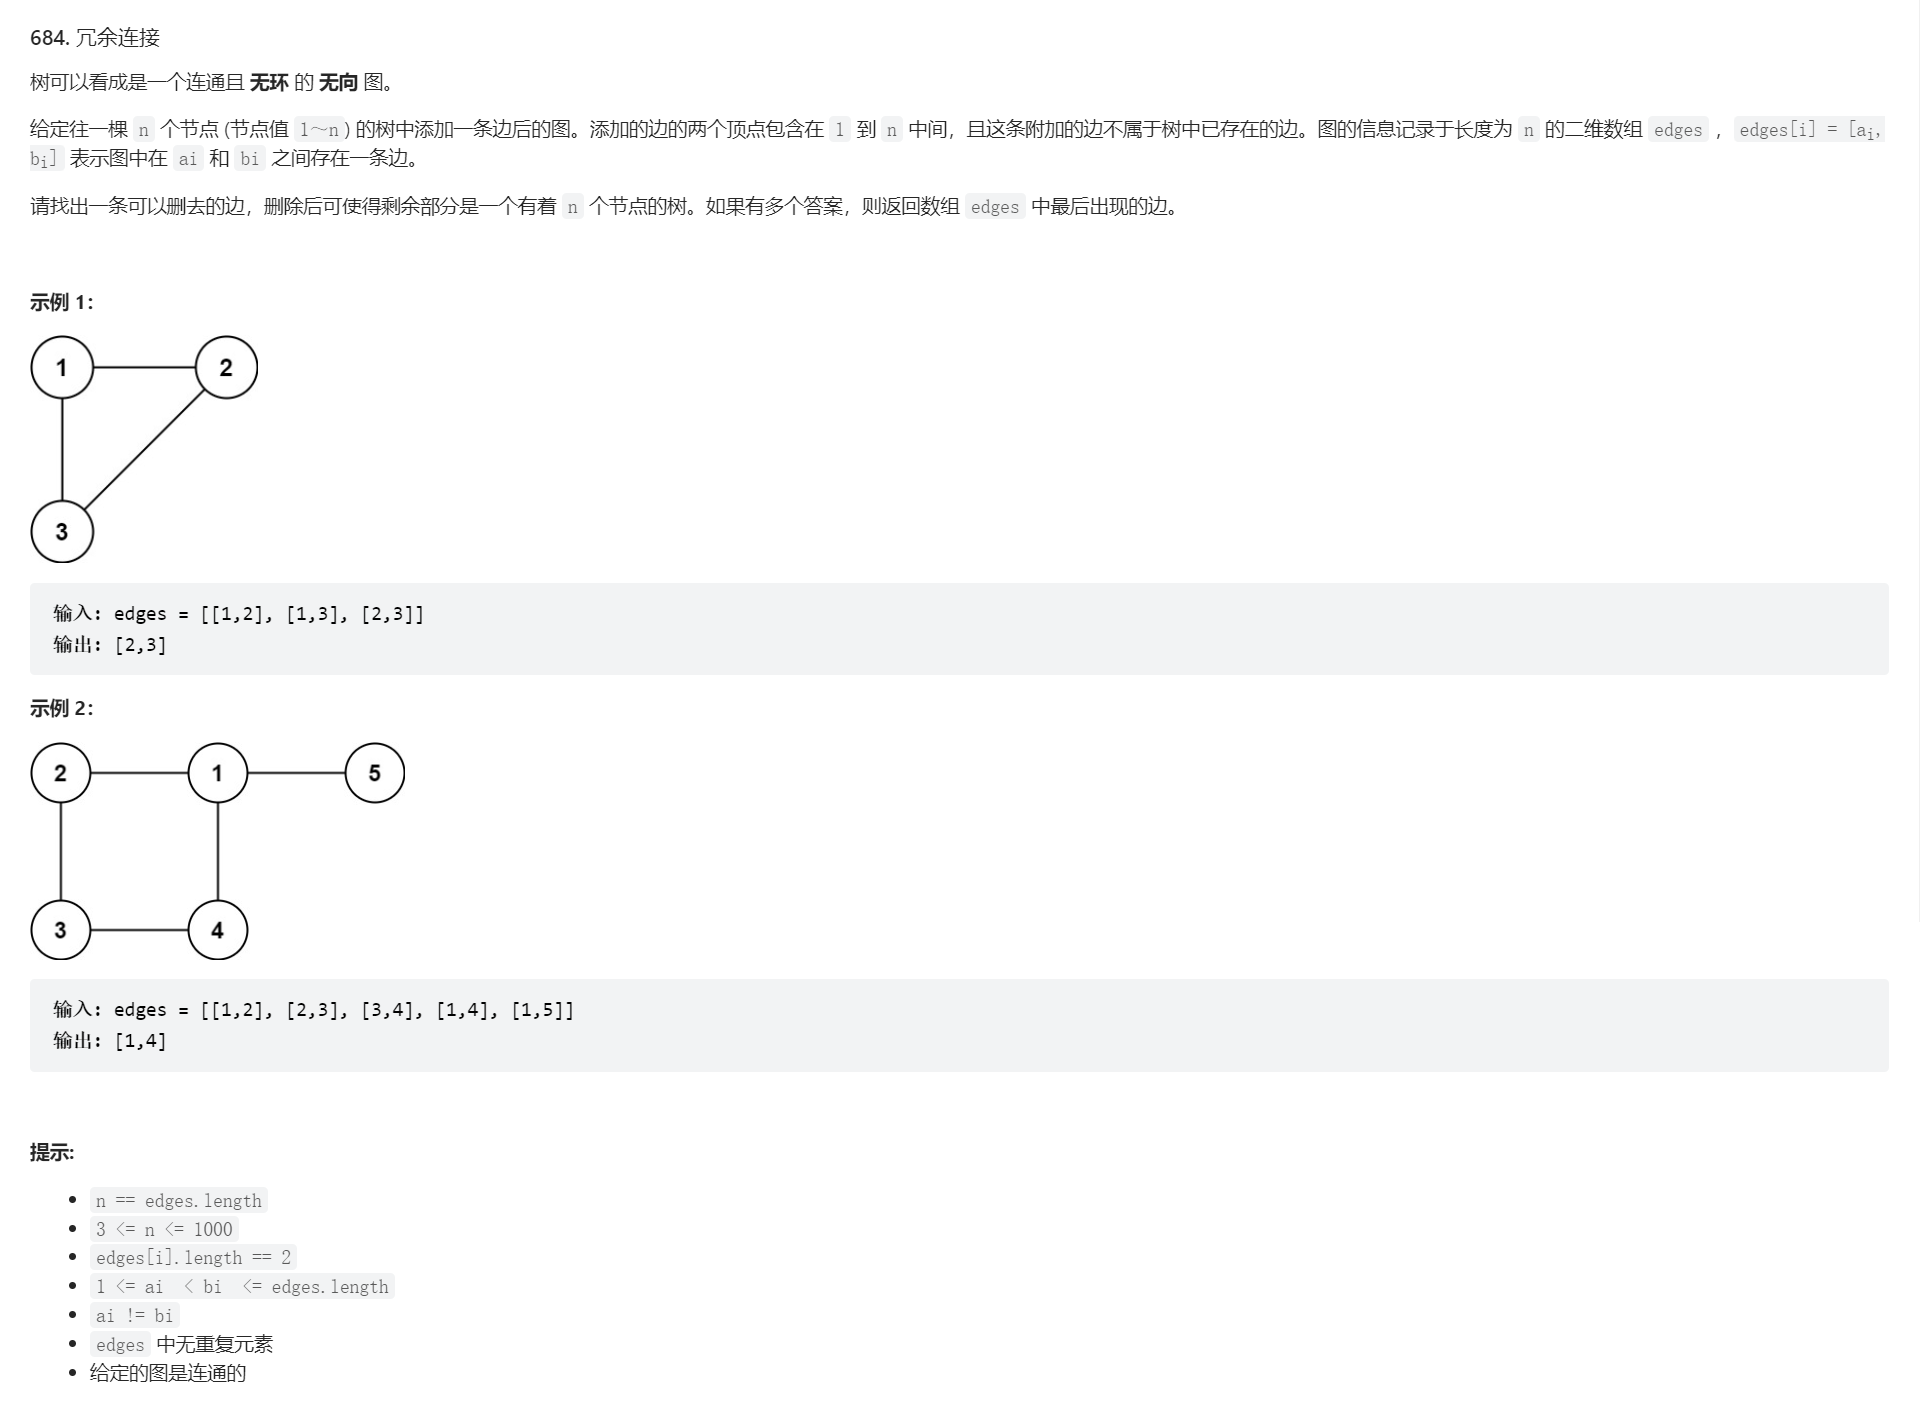 684. 冗余连接
树可以看成是一个连通且 无环 的 无向 图。
给定往一棵 n 个节点 (节点值 1～n) 的树中添加一条边后的图。添加的边的两个顶点包含在 1 到 n 中间，且这条附加的边不属于树中已存在的边。图的信息记录于长度为 n 的二维数组 edges ，edges[i] = [ai,
bi] 表示图中在 ai 和 bi 之间存在一条边。
请找出一条可以删去的边，删除后可使得剩余部分是一个有着 n 个节点的树。如果有多个答案，则返回数组 edges 中最后出现的边。
示例 1：
1 2
3
输入: edges = [[1,2], [1,3], [2,3]]
输出: [2,3]
示例 2：
2 1 5
3 4
输入: edges = [[1,2], [2,3], [3,4], [1,4], [1,5]]
输出: [1,4]
提示:
• n == edges.length
• 3 <= n <= 1000
• edges[i].length == 2
• 1 <= ai < bi <= edges.length
• ai != bi
• edges 中无重复元素
• 给定的图是连通的